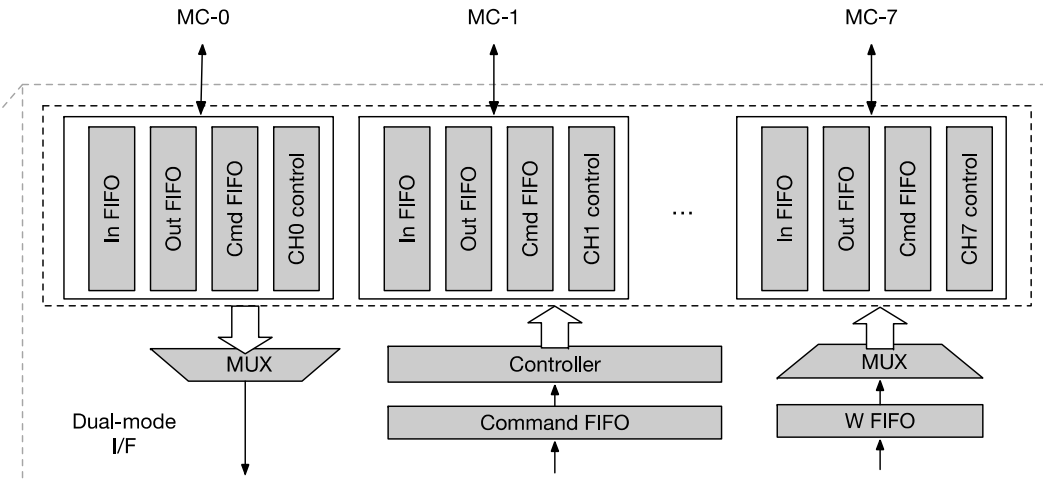 MC-0
MC-1
MC-7
In FIFO
Out FIFO
Cmd FIFO
CH0 control
In FIFO
Out FIFO
Cmd FIFO
CH1 control
...
In FIFO
Out FIFO
Cmd FIFO
CH7 control
MUX
Controller
MUX
Command FIFO
W FIFO
Dual-mode
I/F